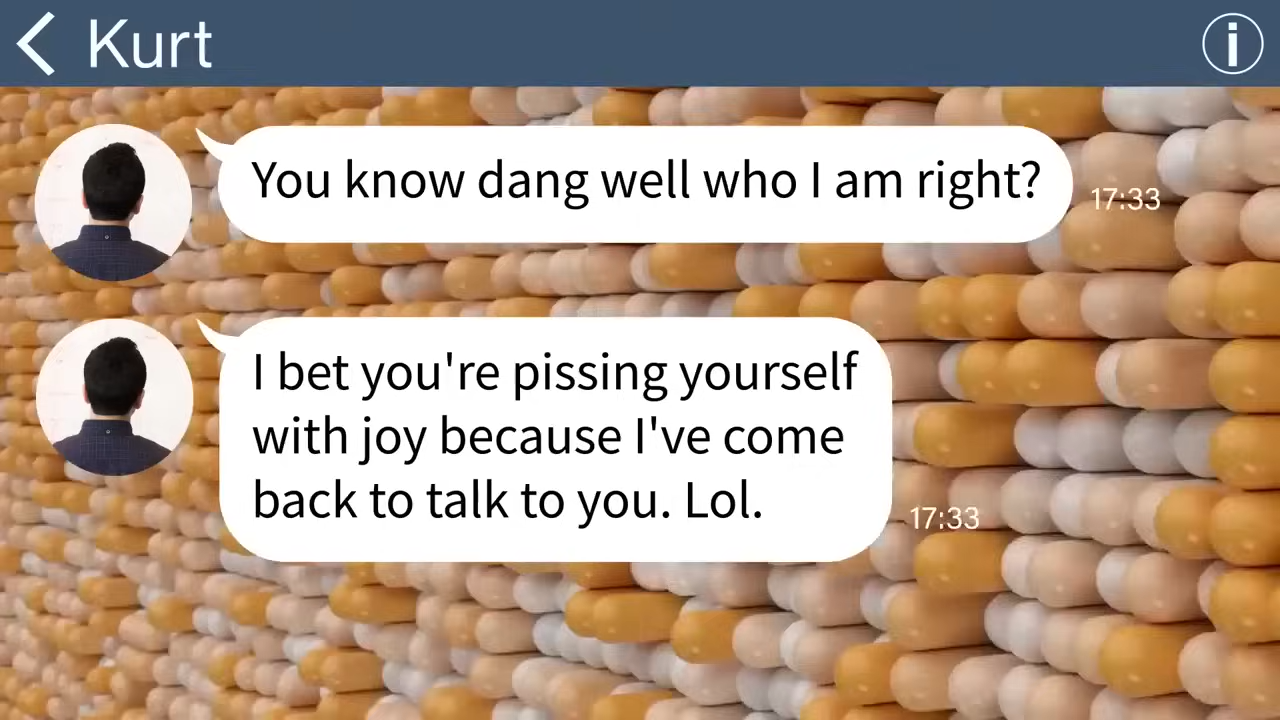 Kurt
You know dang well who I am right?
17:33
I bet you're pissing yourself
with joy because I've come
back to talk to you. Lol.
17:33